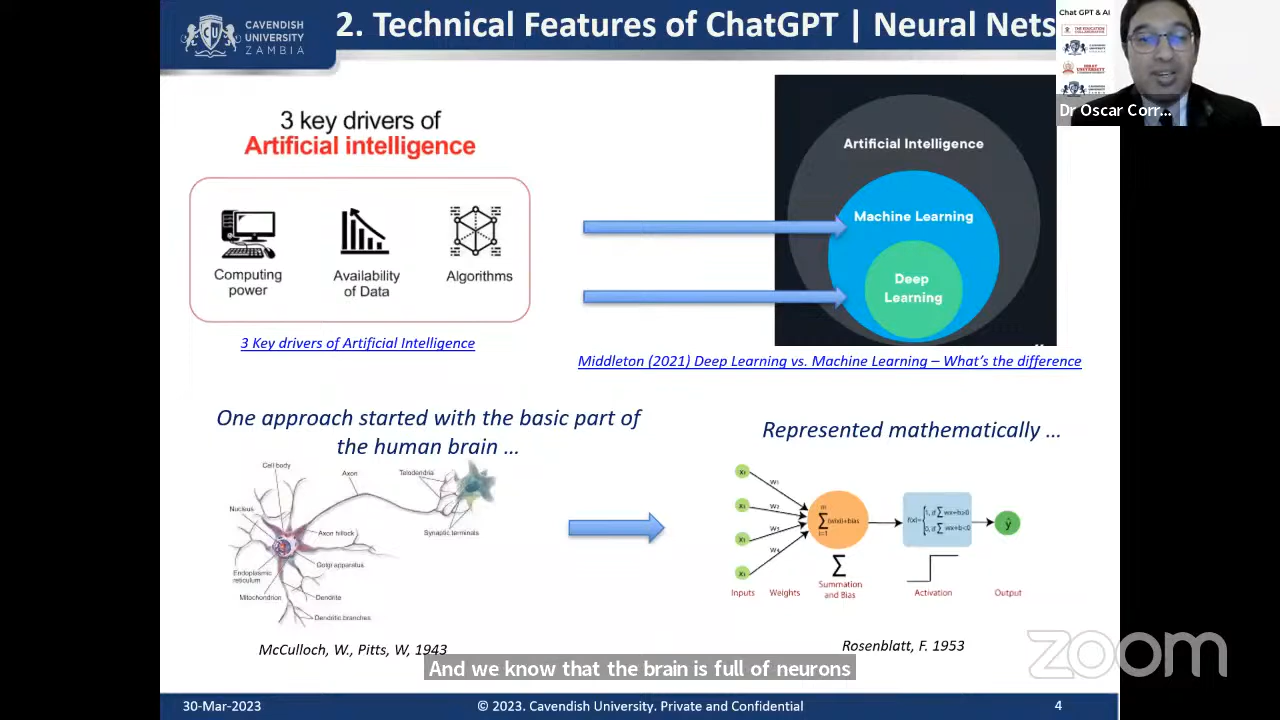 CAVENDISH
UNIVERSITY
ZAMBIA
2. Technical Features of ChatGPT | Neural Nets
Chat GPT & AI
Dr Oscar Corr...
3 key drivers of
Artificial intelligence
Computing
power
Availability
of Data
Algorithms
3 Key drivers of Artificial Intelligence
Artificial Intelligence
Machine Learning
Deep
Learning
Middleton (2021) Deep Learning vs. Machine Learning – What's the difference
One approach started with the basic part of
the human brain ...
Cell body
Axon
Telodendria
Nucleus
Axon hillock
Synaptic terminals
Golgi apparatus
Endoplasmic
reticulum
Mitochondrion
Dendrite
Dendritic branches
McCulloch, W., Pitts, W, 1943
Represented mathematically ...
W₁
W₂
W₃
W₄
Inputs
Weights
Summation
and Bias
Activation
Output
Rosenblatt, F. 1953
zoom
And we know that the brain is full of neurons
30-Mar-2023
© 2023. Cavendish University. Private and Confidential
4